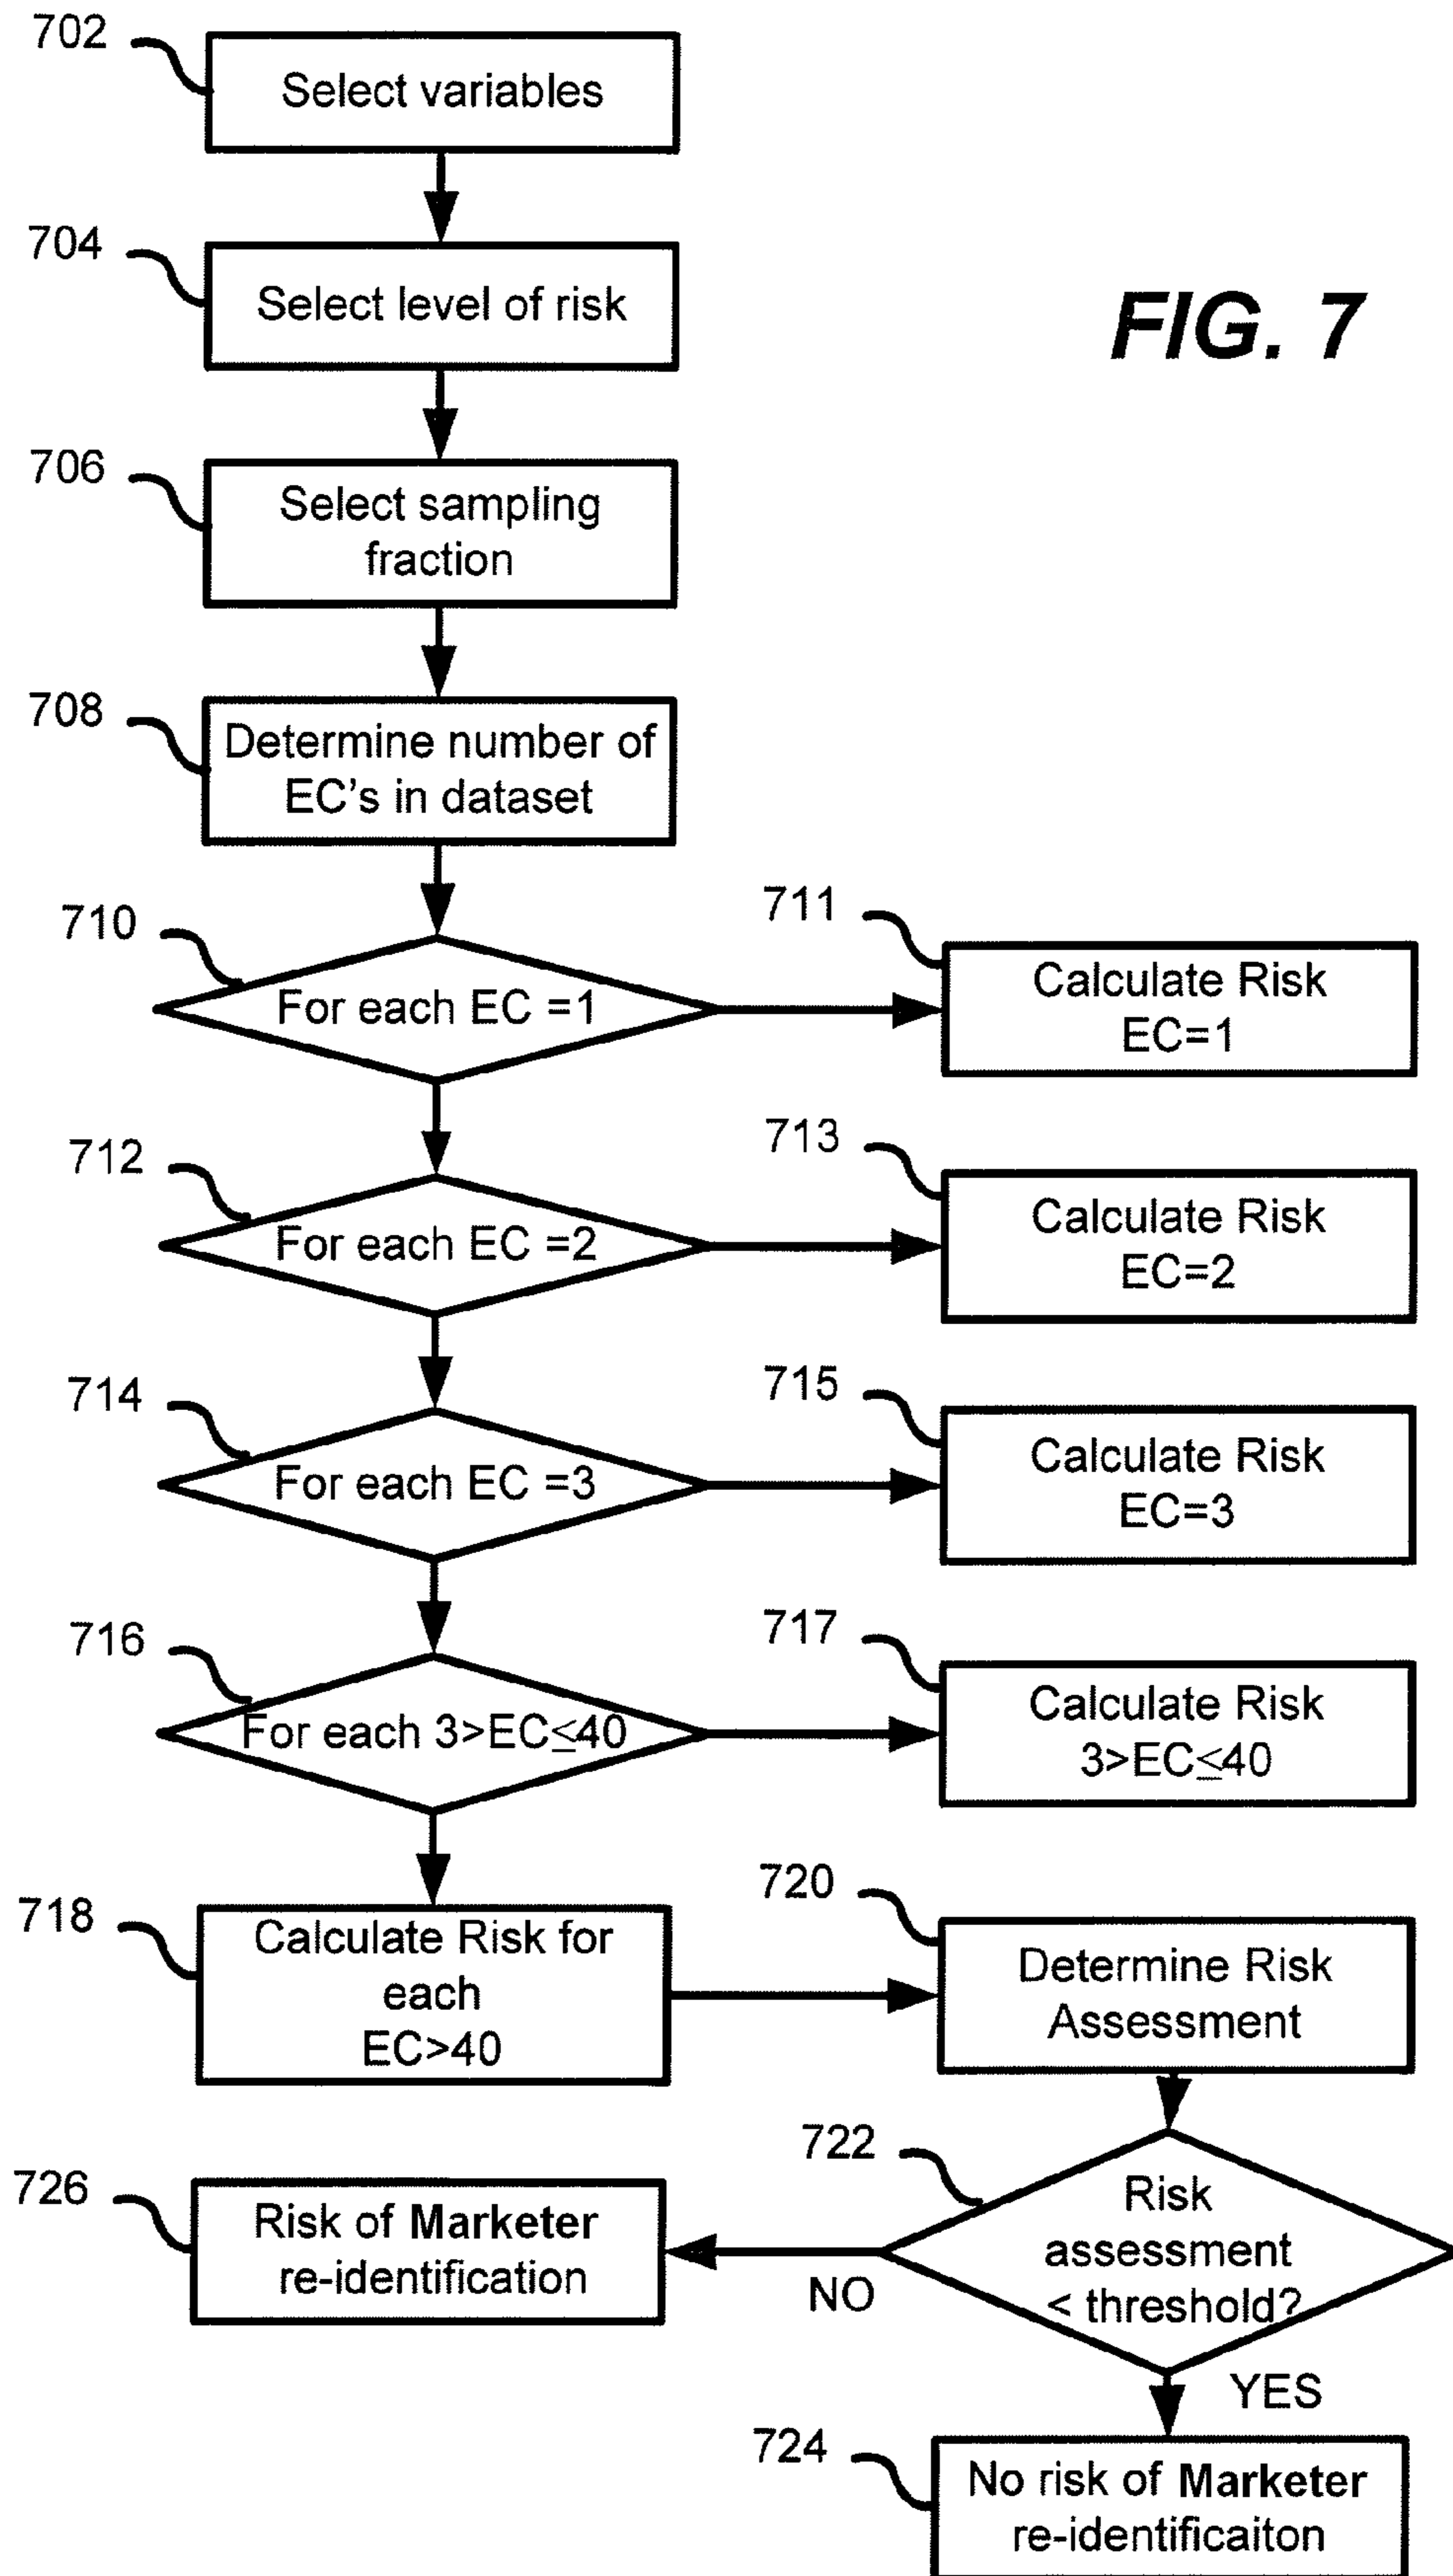 702
Select variables
704
Select level of risk
FIG. 7
706
Select sampling
fraction
708
Determine number of
EC's in dataset
710
For each EC =1
711
Calculate Risk
EC=1
712
For each EC =2
713
Calculate Risk
EC=2
714
For each EC =3
715
Calculate Risk
EC=3
716
For each 3>EC≤40
717
Calculate Risk
3>EC≤40
718
Calculate Risk for
each
EC>40
720
Determine Risk
Assessment
722
Risk
assessment
< threshold?
NO
YES
726
Risk of Marketer
re-identification
724
No risk of Marketer
re-identificaiton